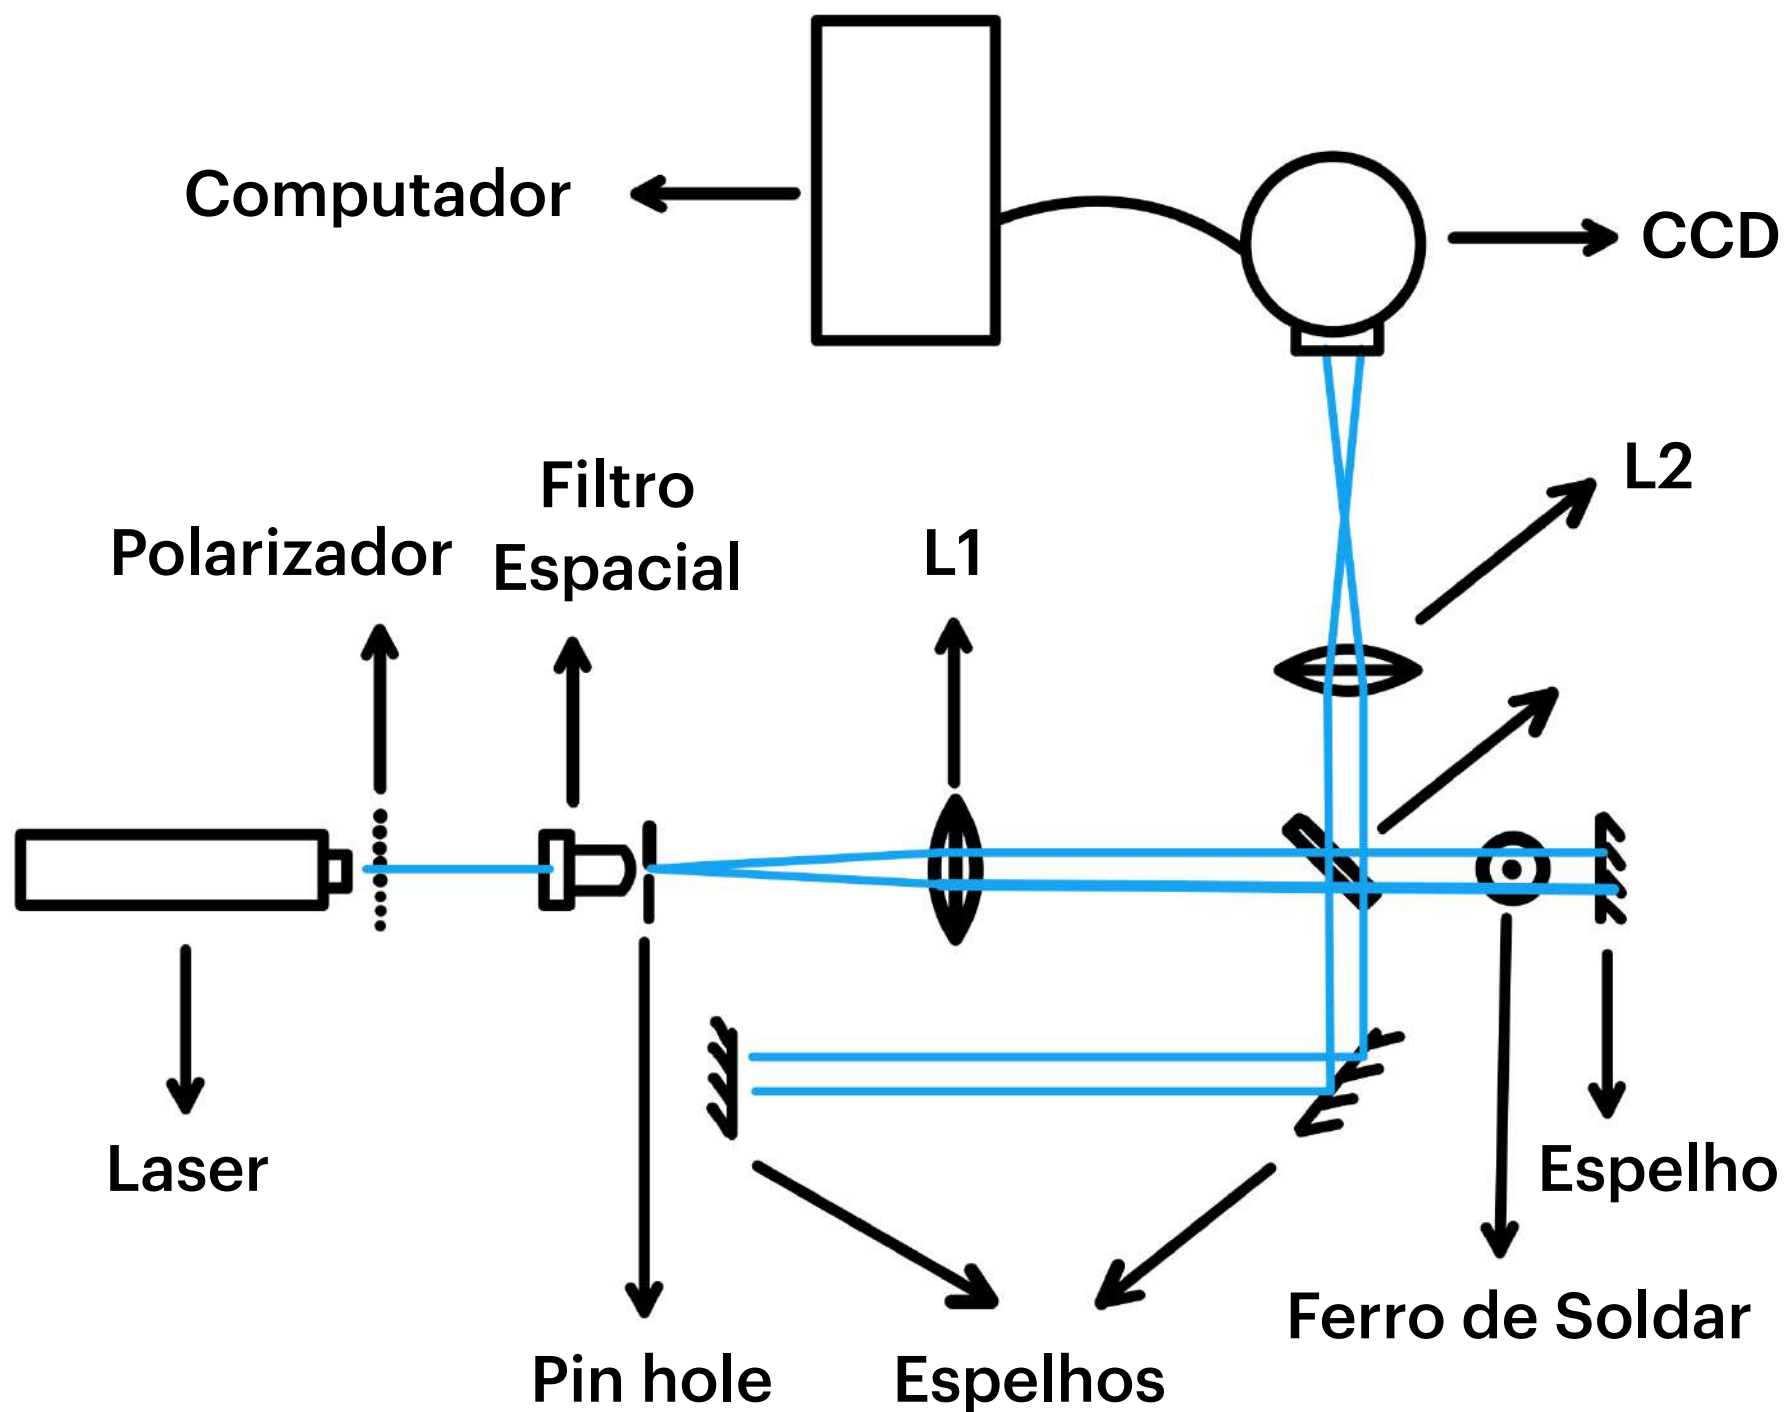 Computador
CCD
L2
Filtro
Espacial
Polarizador
L1
Laser
Espelho
Ferro de Soldar
Pin hole
Espelhos